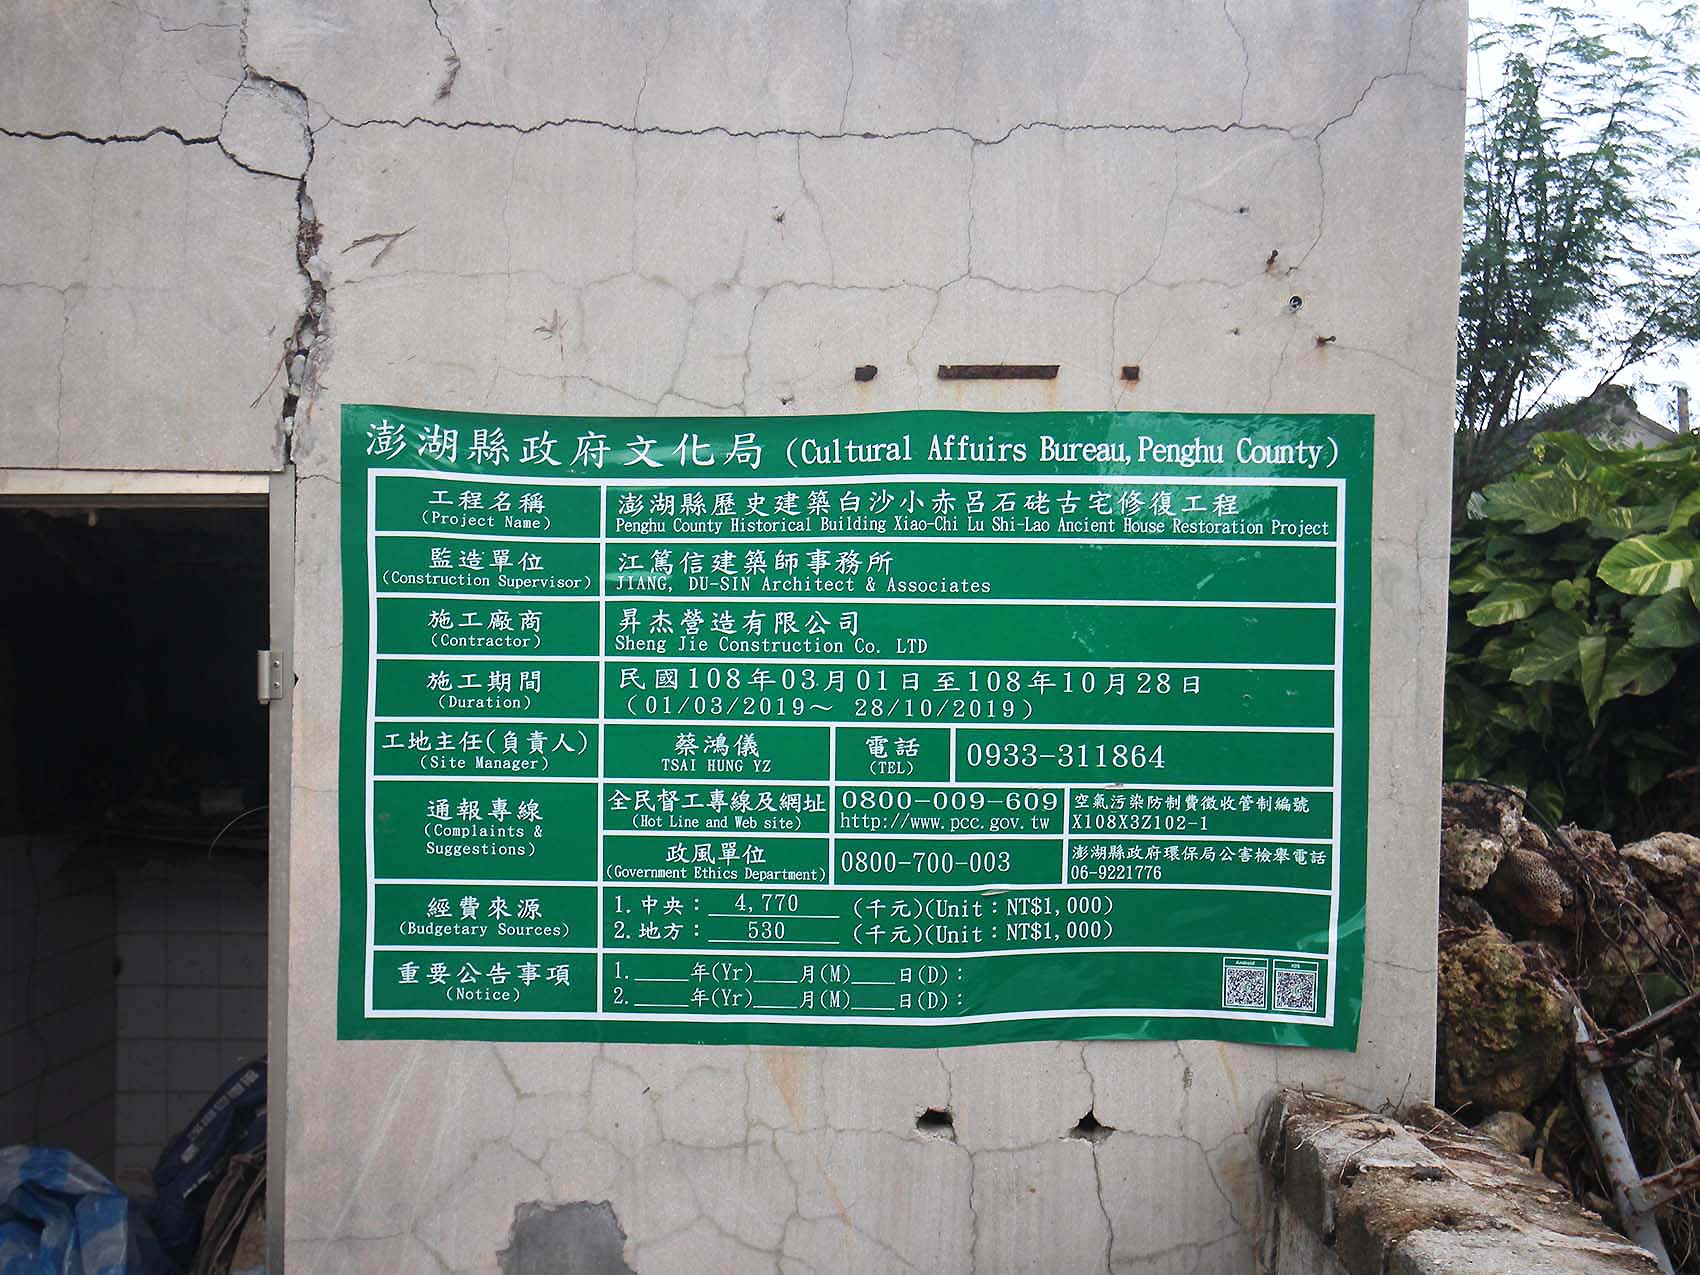 澎湖縣政府文化局 (Cultural Affuirs Bureau, Penghu County)
工程名稱
(Project Name)
澎湖縣歷史建築白沙小赤呂石硓古宅修復工程
Penghu County Historical Building Xiao-Chi Lu Shi-Lao Ancient House Restoration Project
監造單位
(Construction Supervisor)
江篤信建築師事務所
JIANG, DU-SIN Architect & Associates
施工廠商
(Contractor)
昇杰營造有限公司
Sheng Jie Construction Co. LTD
施工期間
(Duration)
民國108年03月01日至108年10月28日
(01/03/2019～ 28/10/2019)
工地主任(負責人)
(Site Manager)
蔡鴻儀
TSAI HUNG YZ
電話
(TEL)
0933-311864
通報專線
(Complaints &
Suggestions)
全民督工專線及網址
(Hot Line and Web site)
0800-009-609
http://www.pcc.gov.tw
空氣污染防制費徵收管制編號
X108X3Z102-1
政風單位
(Government Ethics Department)
0800-700-003
澎湖縣政府環保局公害檢舉電話
06-9221776
經費來源
(Budgetary Sources)
1.中央：4,770 (千元)(Unit：NT$1,000)
2.地方：530 (千元)(Unit：NT$1,000)
重要公告事項
(Notice)
1.____年(Yr)___月(M)___日(D)：
2.____年(Yr)___月(M)___日(D)：
Android
iOS